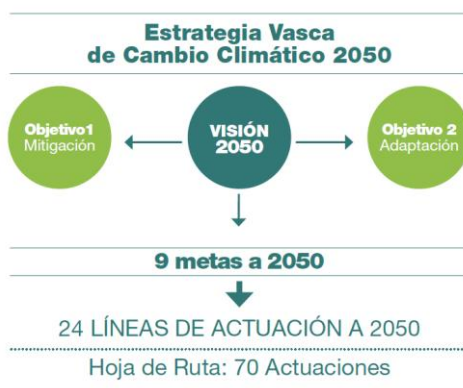 Estrategia Vasca
de Cambio Climático 2050
Objetivo1
Mitigación
VISIÓN
2050
Objetivo 2
Adaptación
9 metas a 2050
24 LÍNEAS DE ACTUACIÓN A 2050
Hoja de Ruta: 70 Actuaciones